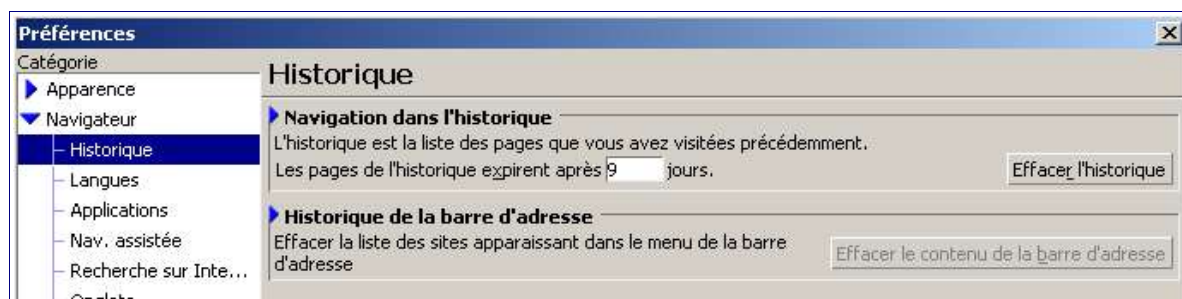 Préférences
Catégorie
Apparence
Navigateur
Historique
Langues
Applications
Nav. assistée
Recherche sur Inte...
Historique
Navigation dans l'historique
L'historique est la liste des pages que vous avez visitées précédemment.
Les pages de l'historique expirent après 9 jours.
Effacer l'historique
Historique de la barre d'adresse
Effacer la liste des sites apparaissant dans le menu de la barre
d'adresse
Effacer le contenu de la barre d'adresse